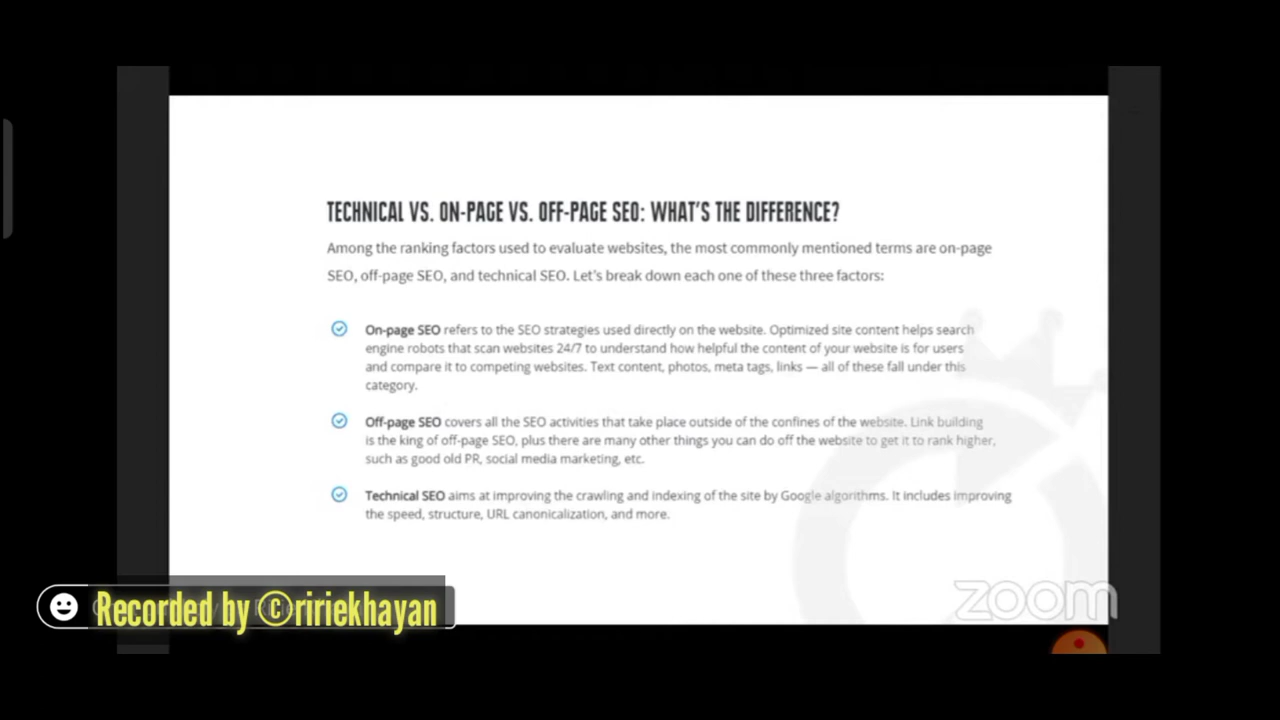 TECHNICAL VS. ON-PAGE VS. OFF-PAGE SEO: WHAT'S THE DIFFERENCE?
Among the ranking factors used to evaluate websites, the most commonly mentioned terms are on-page
SEO, off-page SEO, and technical SEO. Let's break down each one of these three factors:
On-page SEO refers to the SEO strategies used directly on the website. Optimized site content helps search
engine robots that scan websites 24/7 to understand how helpful the content of your website is for users
and compare it to competing websites. Text content, photos, meta tags, links — all of these fall under this
category.
Off-page SEO covers all the SEO activities that take place outside of the confines of the website. Link building
is the king of off-page SEO, plus there are many other things you can do off the website to get it to rank higher,
such as good old PR, social media marketing, etc.
Technical SEO aims at improving the crawling and indexing of the site by Google algorithms. It includes improving
the speed, structure, URL canonicalization, and more.
zoom
Recorded by ©ririekhayan